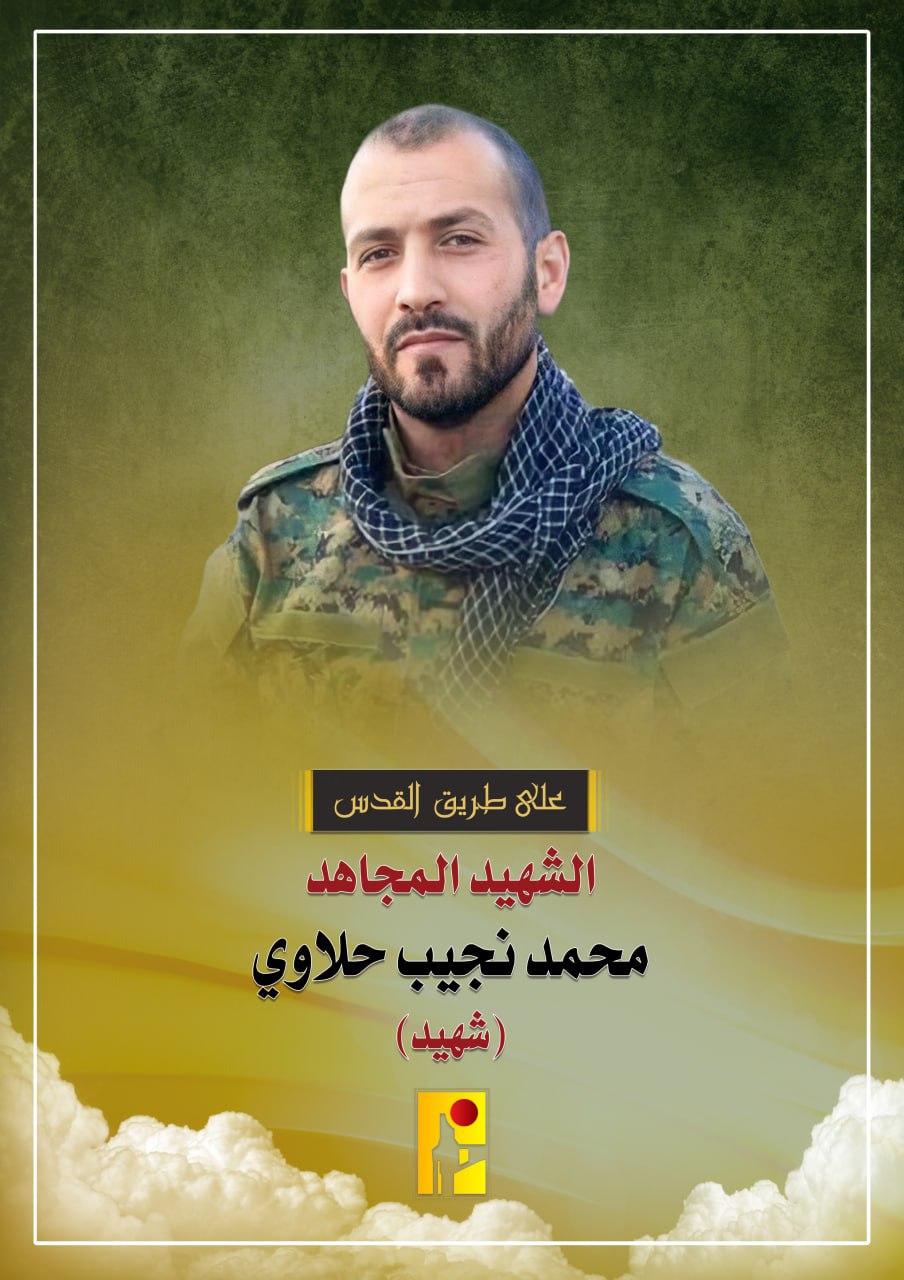 على طريق القدس
الشهيد المجاهد
محمد نجيب حلاوي
(شهيد)